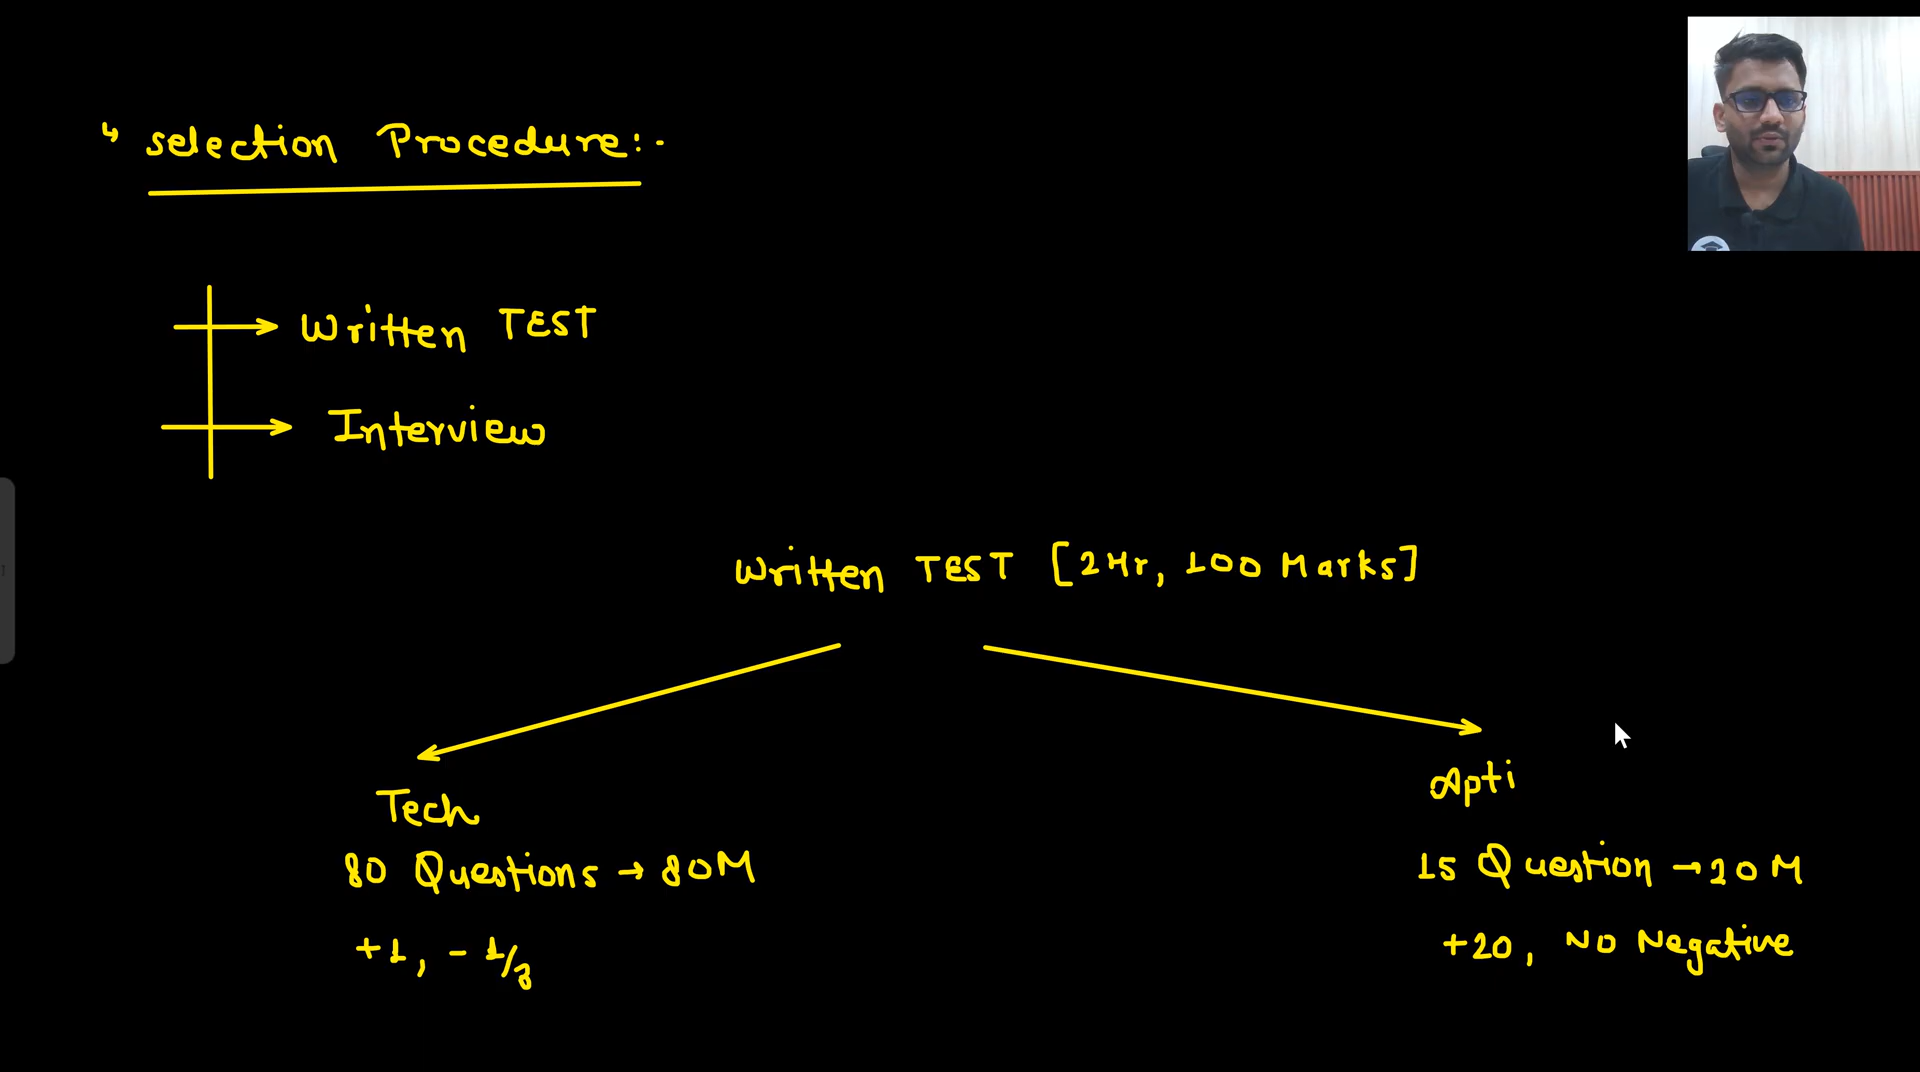 ↳ selection Procedure:-
→ Written TEST
→ Interview
Written TEST [2Hr, 100 Marks]
Tech
80 Questions → 80M
+1, - 1/3
Apti
15 Question → 20M
+20, No Negative